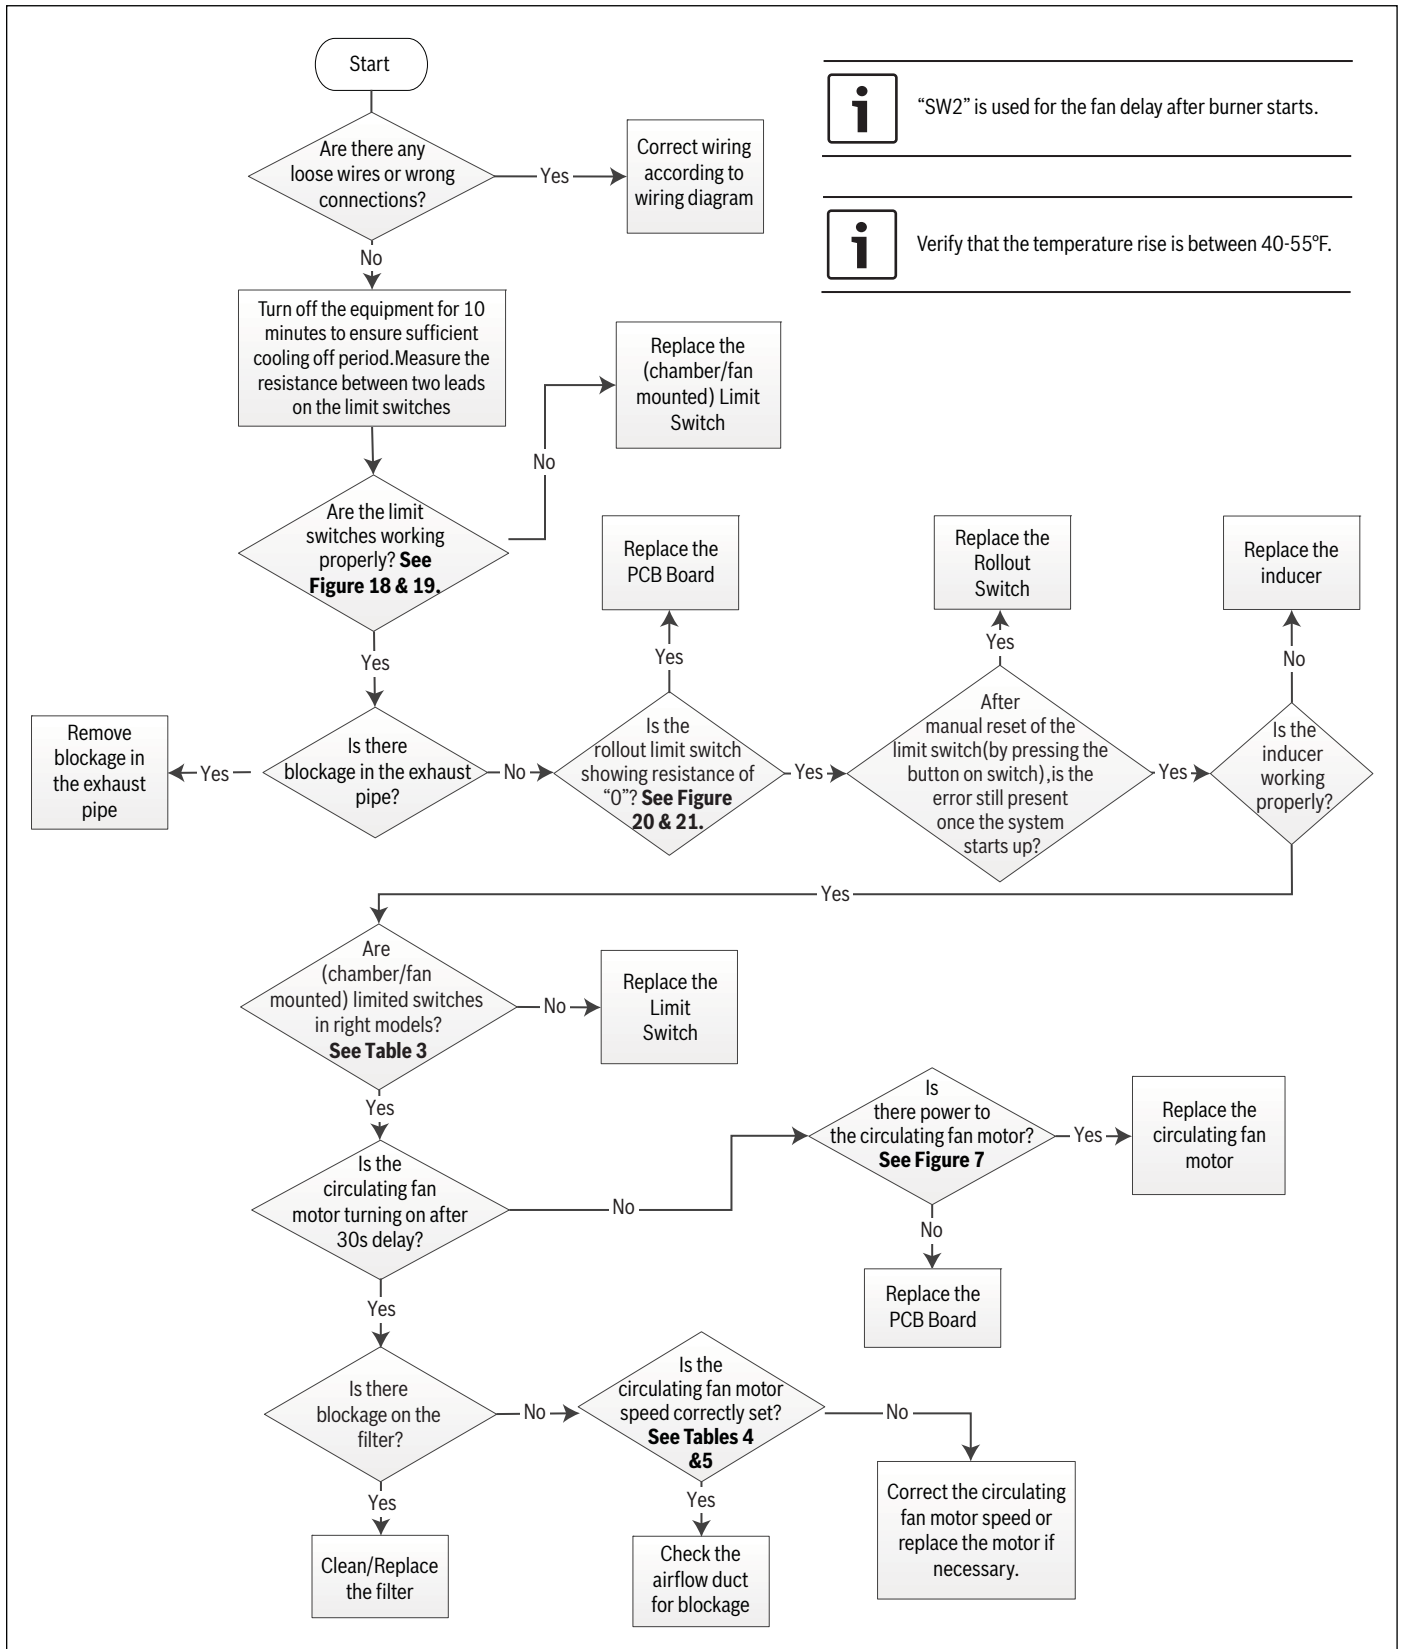 Start
"SW2" is used for the fan delay after burner starts.
Are there any
loose wires or wrong
connections?
Yes
Correct wiring
according to
wiring diagram
Verify that the temperature rise is between 40-55°F.
No
Turn off the equipment for 10
minutes to ensure sufficient
cooling off period.Measure the
resistance between two leads
on the limit switches
Replace the
(chamber/fan
mounted) Limit
Switch
No
Are the limit
switches working
properly? See
Figure 18 & 19.
Yes
Replace the
PCB Board
Yes
Replace the
Rollout
Switch
Yes
Replace the
inducer
No
Remove
blockage in
the exhaust
pipe
Yes
Is there
blockage in the exhaust
pipe?
No
Is the
rollout limit switch
showing resistance of
“0”? See Figure
20 & 21.
Yes
After
manual reset of the
limit switch(by pressing the
button on switch),is the
error still present
once the system
starts up?
Yes
Is the
inducer
working
properly?
Yes
Are
(chamber/fan
mounted) limited switches
in right models?
See Table 3
No
Replace the
Limit
Switch
Yes
Is the
circulating fan
motor turning on after
30s delay?
No
Is
there power to
the circulating fan motor?
See Figure 7
Yes
Replace the
circulating fan
motor
No
Replace the
PCB Board
Yes
Is there
blockage on the
filter?
No
Is the
circulating fan motor
speed correctly set?
See Tables 4
&5
No
Correct the circulating
fan motor speed or
replace the motor if
necessary.
Yes
Clean/Replace
the filter
Yes
Check the
airflow duct
for blockage